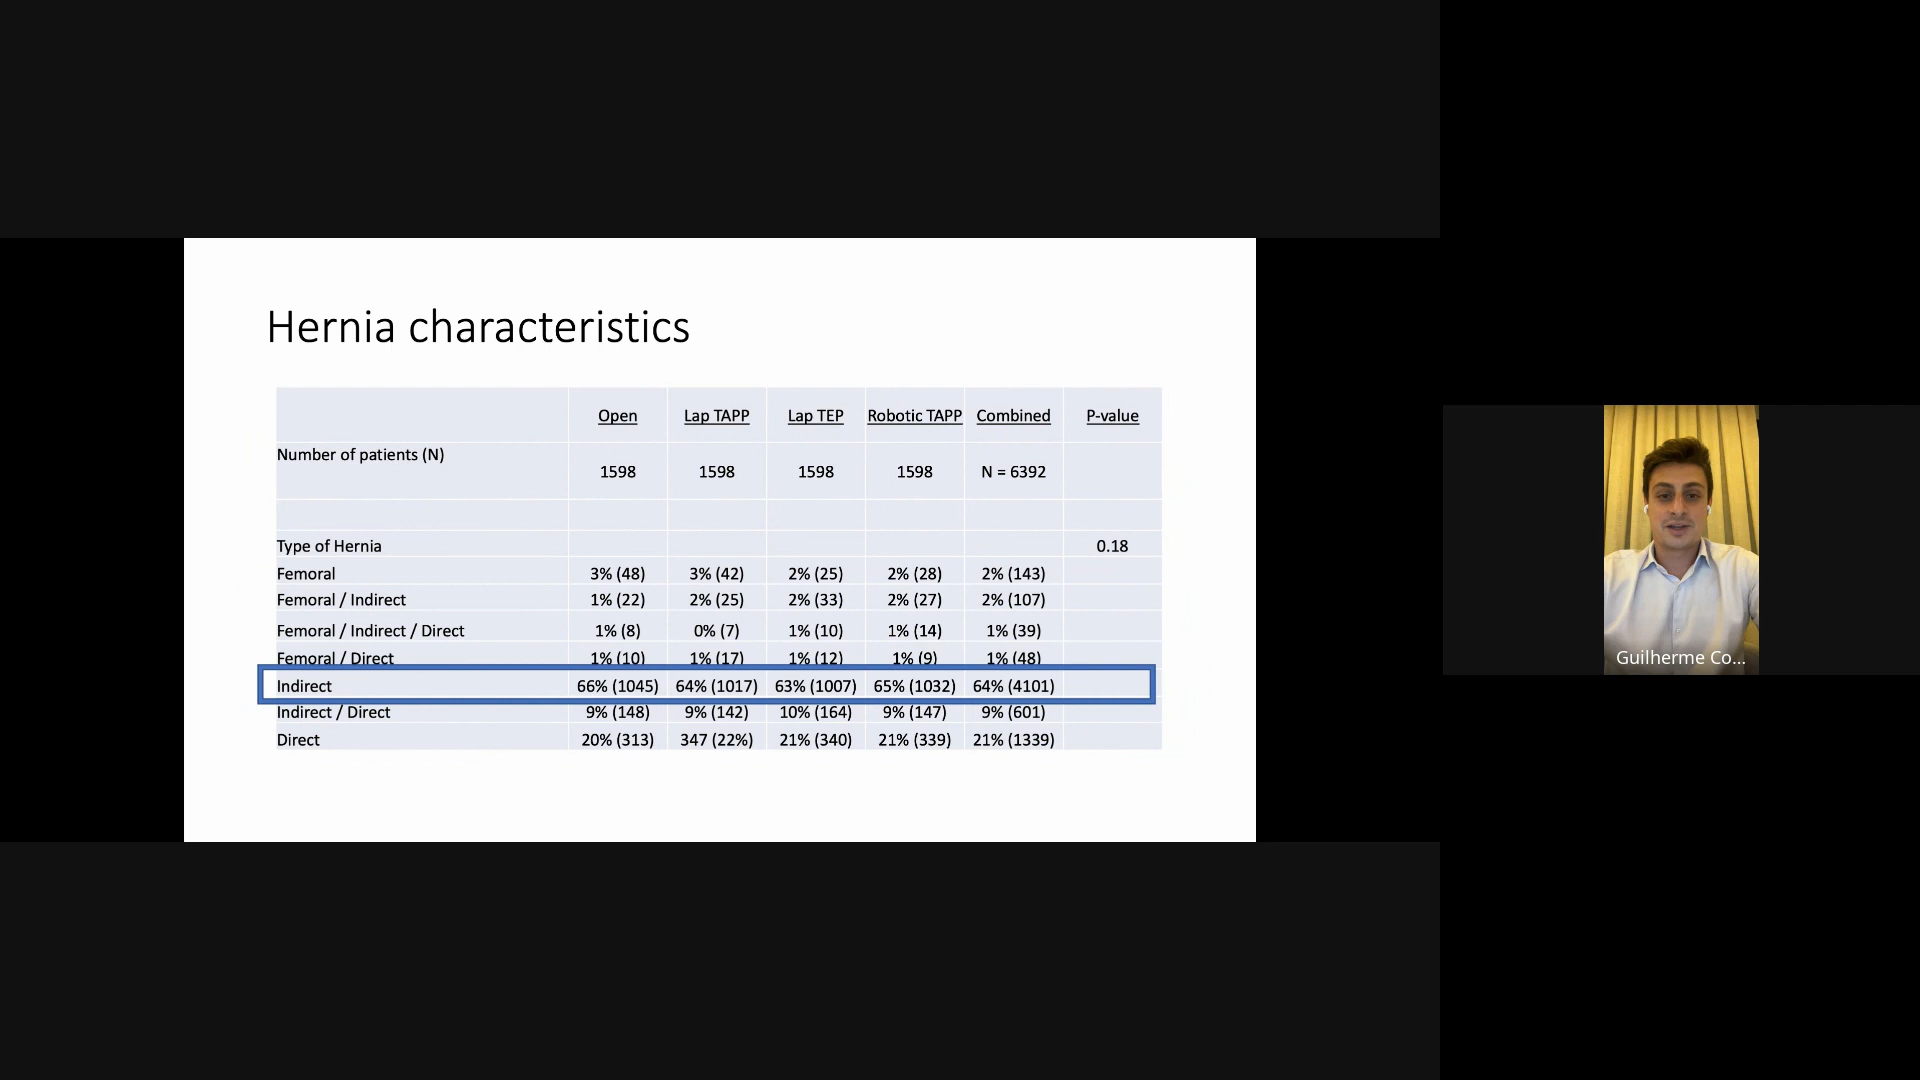 Hernia characteristics
Open Lap TAPP Lap TEP Robotic TAPP Combined P-value
Number of patients (N) 1598 1598 1598 1598 N = 6392
Type of Hernia 0.18
Femoral 3% (48) 3% (42) 2% (25) 2% (28) 2% (143)
Femoral / Indirect 1% (22) 2% (25) 2% (33) 2% (27) 2% (107)
Femoral / Indirect / Direct 1% (8) 0% (7) 1% (10) 1% (14) 1% (39)
Femoral / Direct 1% (10) 1% (17) 1% (12) 1% (9) 1% (48)
Indirect 66% (1045) 64% (1017) 63% (1007) 65% (1032) 64% (4101)
Indirect / Direct 9% (148) 9% (142) 10% (164) 9% (147) 9% (601)
Direct 20% (313) 347 (22%) 21% (340) 21% (339) 21% (1339)
Guilherme Co...